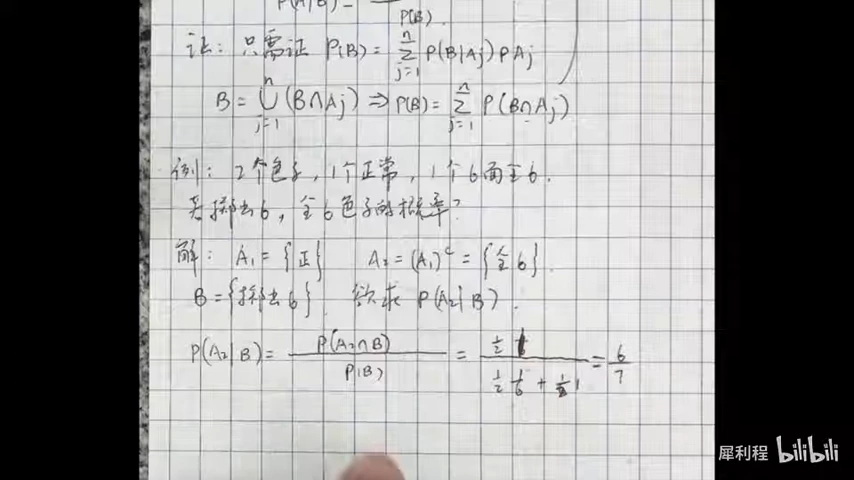 P(A|B) =
P(B).
证: 只需证 P(B) = ∑_{j=1}^{n} P(B|Aj) P Aj
B = ⋃_{j=1}^{n} (B∩Aj) ⇒ P(B) = ∑_{j=1}^{n} P(B∩Aj)
例: 2个色子, 1个正常, 1个6面全6.
若掷出6, 全6色子的概率?
解: A₁ = {正} A₂ = (A₁)ᶜ = {全6}.
B = {掷出6}. 欲求 P(A₂|B).
P(A₂|B) = P(A₂∩B) / P(B) = (1/2 ) / (1/2 1/6 + 1/2 1) = 6/7
犀利程 bilibili